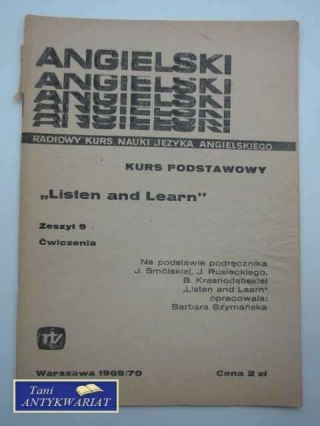 ANGIELSKI
ANGIELSKI
ANGIELSKI
ANGIELSKI
ANGIELSKI
RADIOWY KURS NAUKI JĘZYKA ANGIELSKIEGO
KURS PODSTAWOWY
„Listen and Learn”
Zeszyt 9
Ćwiczenia
Na podstawie podręcznika
J. Smólskiej, J. Rusieckiego,
B. Krasnodębskiej
„Listen and Learn”
opracowała:
Barbara Szymańska
Warszawa 1969/70
Cena 2 zł
Tani
ANTYKWARIAT